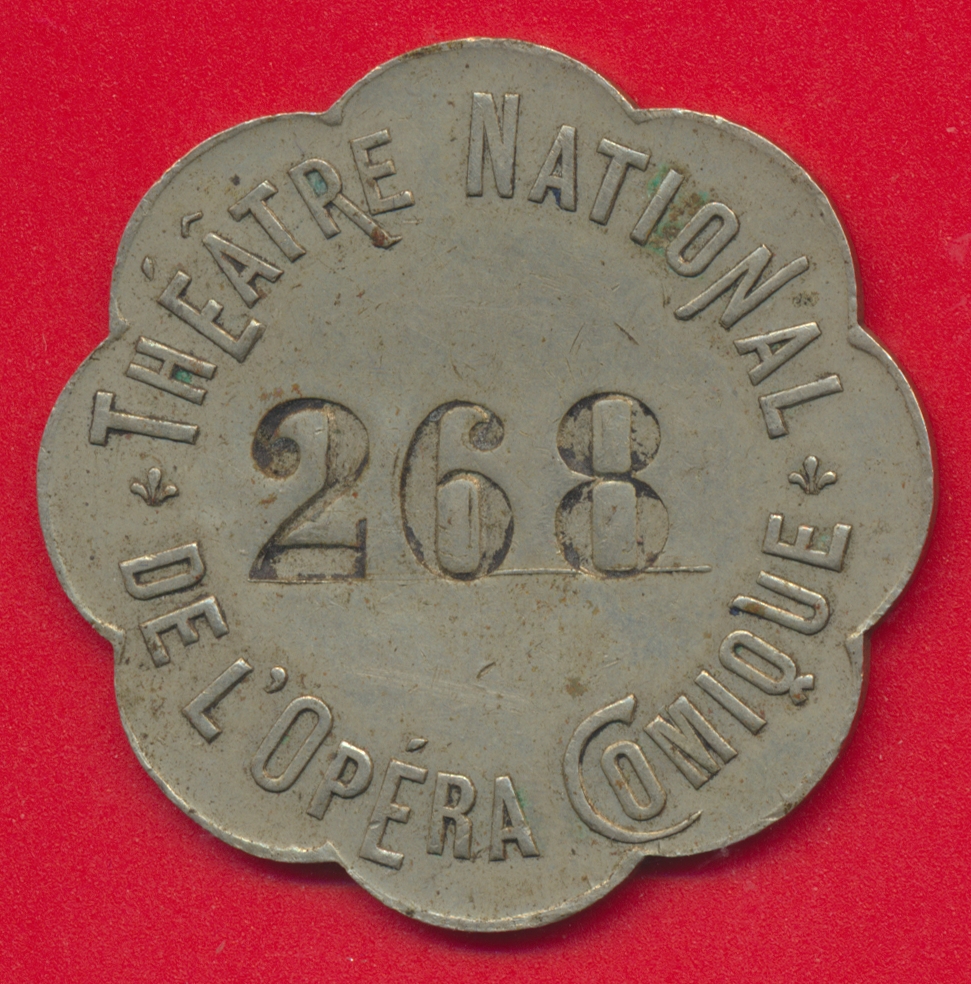 THÉÂTRE NATIONAL
268
DE L'OPÉRA COMIQUE